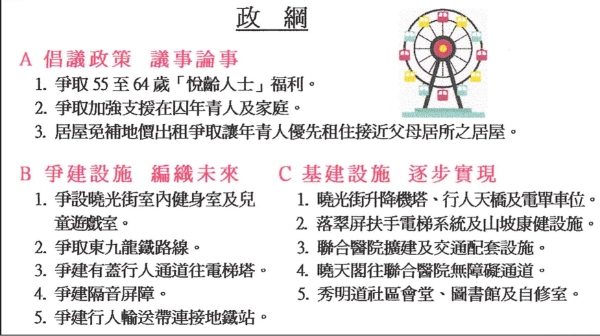 政 綱
A 倡議政策 議事論事
1. 爭取 55 至 64 歲「悅齡人士」福利。
2. 爭取加強支援在囚年青人及家庭。
3. 居屋免補地價出租爭取讓年青人優先租住接近父母居所之居屋。
B 爭建設施 編織未來
1. 爭設曉光街室內健身室及兒
童遊戲室。
2. 爭取東九龍鐵路線。
3. 爭建有蓋行人通道往電梯塔。
4. 爭建隔音屏障。
5. 爭建行人輸送帶連接地鐵站。
C 基建設施 逐步實現
1. 曉光街升降機塔、行人天橋及電單車位。
2. 落翠屏扶手電梯系統及山坡康健設施。
3. 聯合醫院擴建及交通配套設施。
4. 曉天閣往聯合醫院無障礙通道。
5. 秀明道社區會堂、圖書館及自修室。